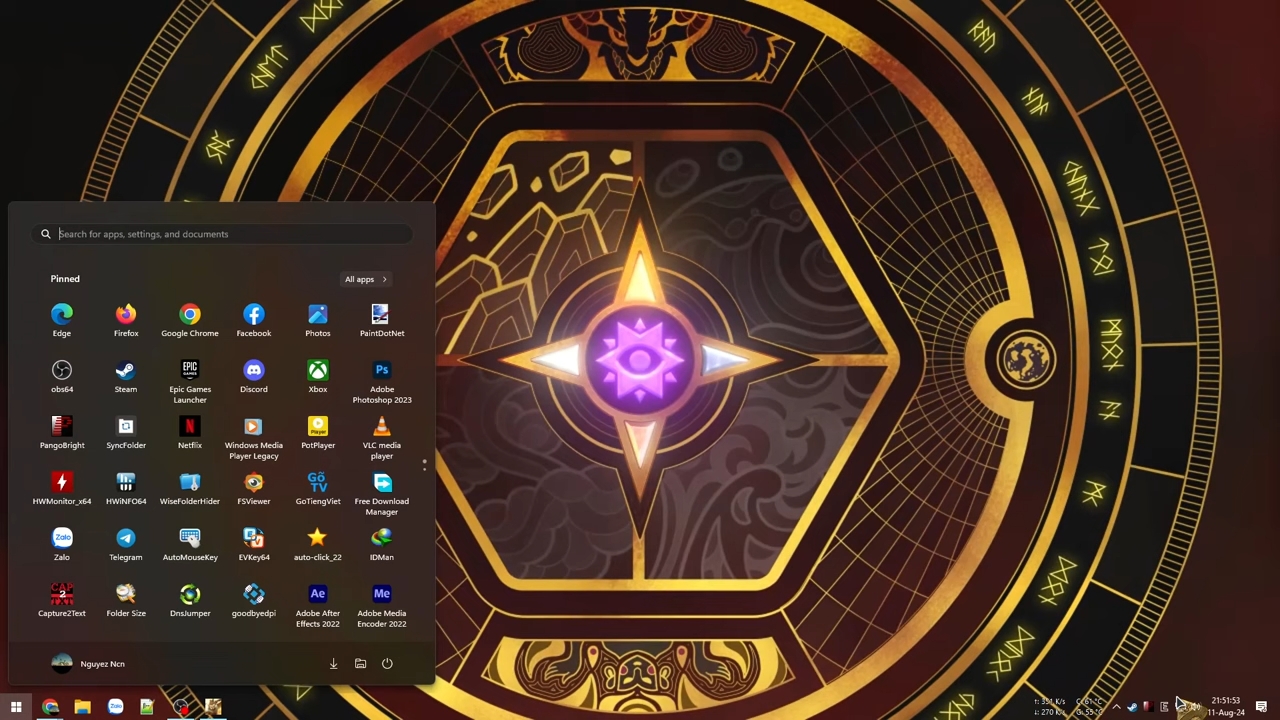 Search for apps, settings, and documents
Pinned
All apps
Edge
Firefox
Google Chrome
Facebook
Photos
PaintDotNet
obs64
Steam
Epic Games
Launcher
Discord
Xbox
Adobe
Photoshop 2023
PangoBright
SyncFolder
Netflix
Windows Media
Player Legacy
PotPlayer
VLC media
player
HWMonitor_x64
HWiNFO64
WiseFolderHider
FSViewer
GoTiengViet
Free Download
Manager
Zalo
Telegram
AutoMouseKey
EVKey64
auto-click_22
IDMan
Capture2Text
Folder Size
DnsJumper
goodbyedpi
Adobe After
Effects 2022
Adobe Media
Encoder 2022
Nguyez Ncn
21:51:53
11-Aug-24